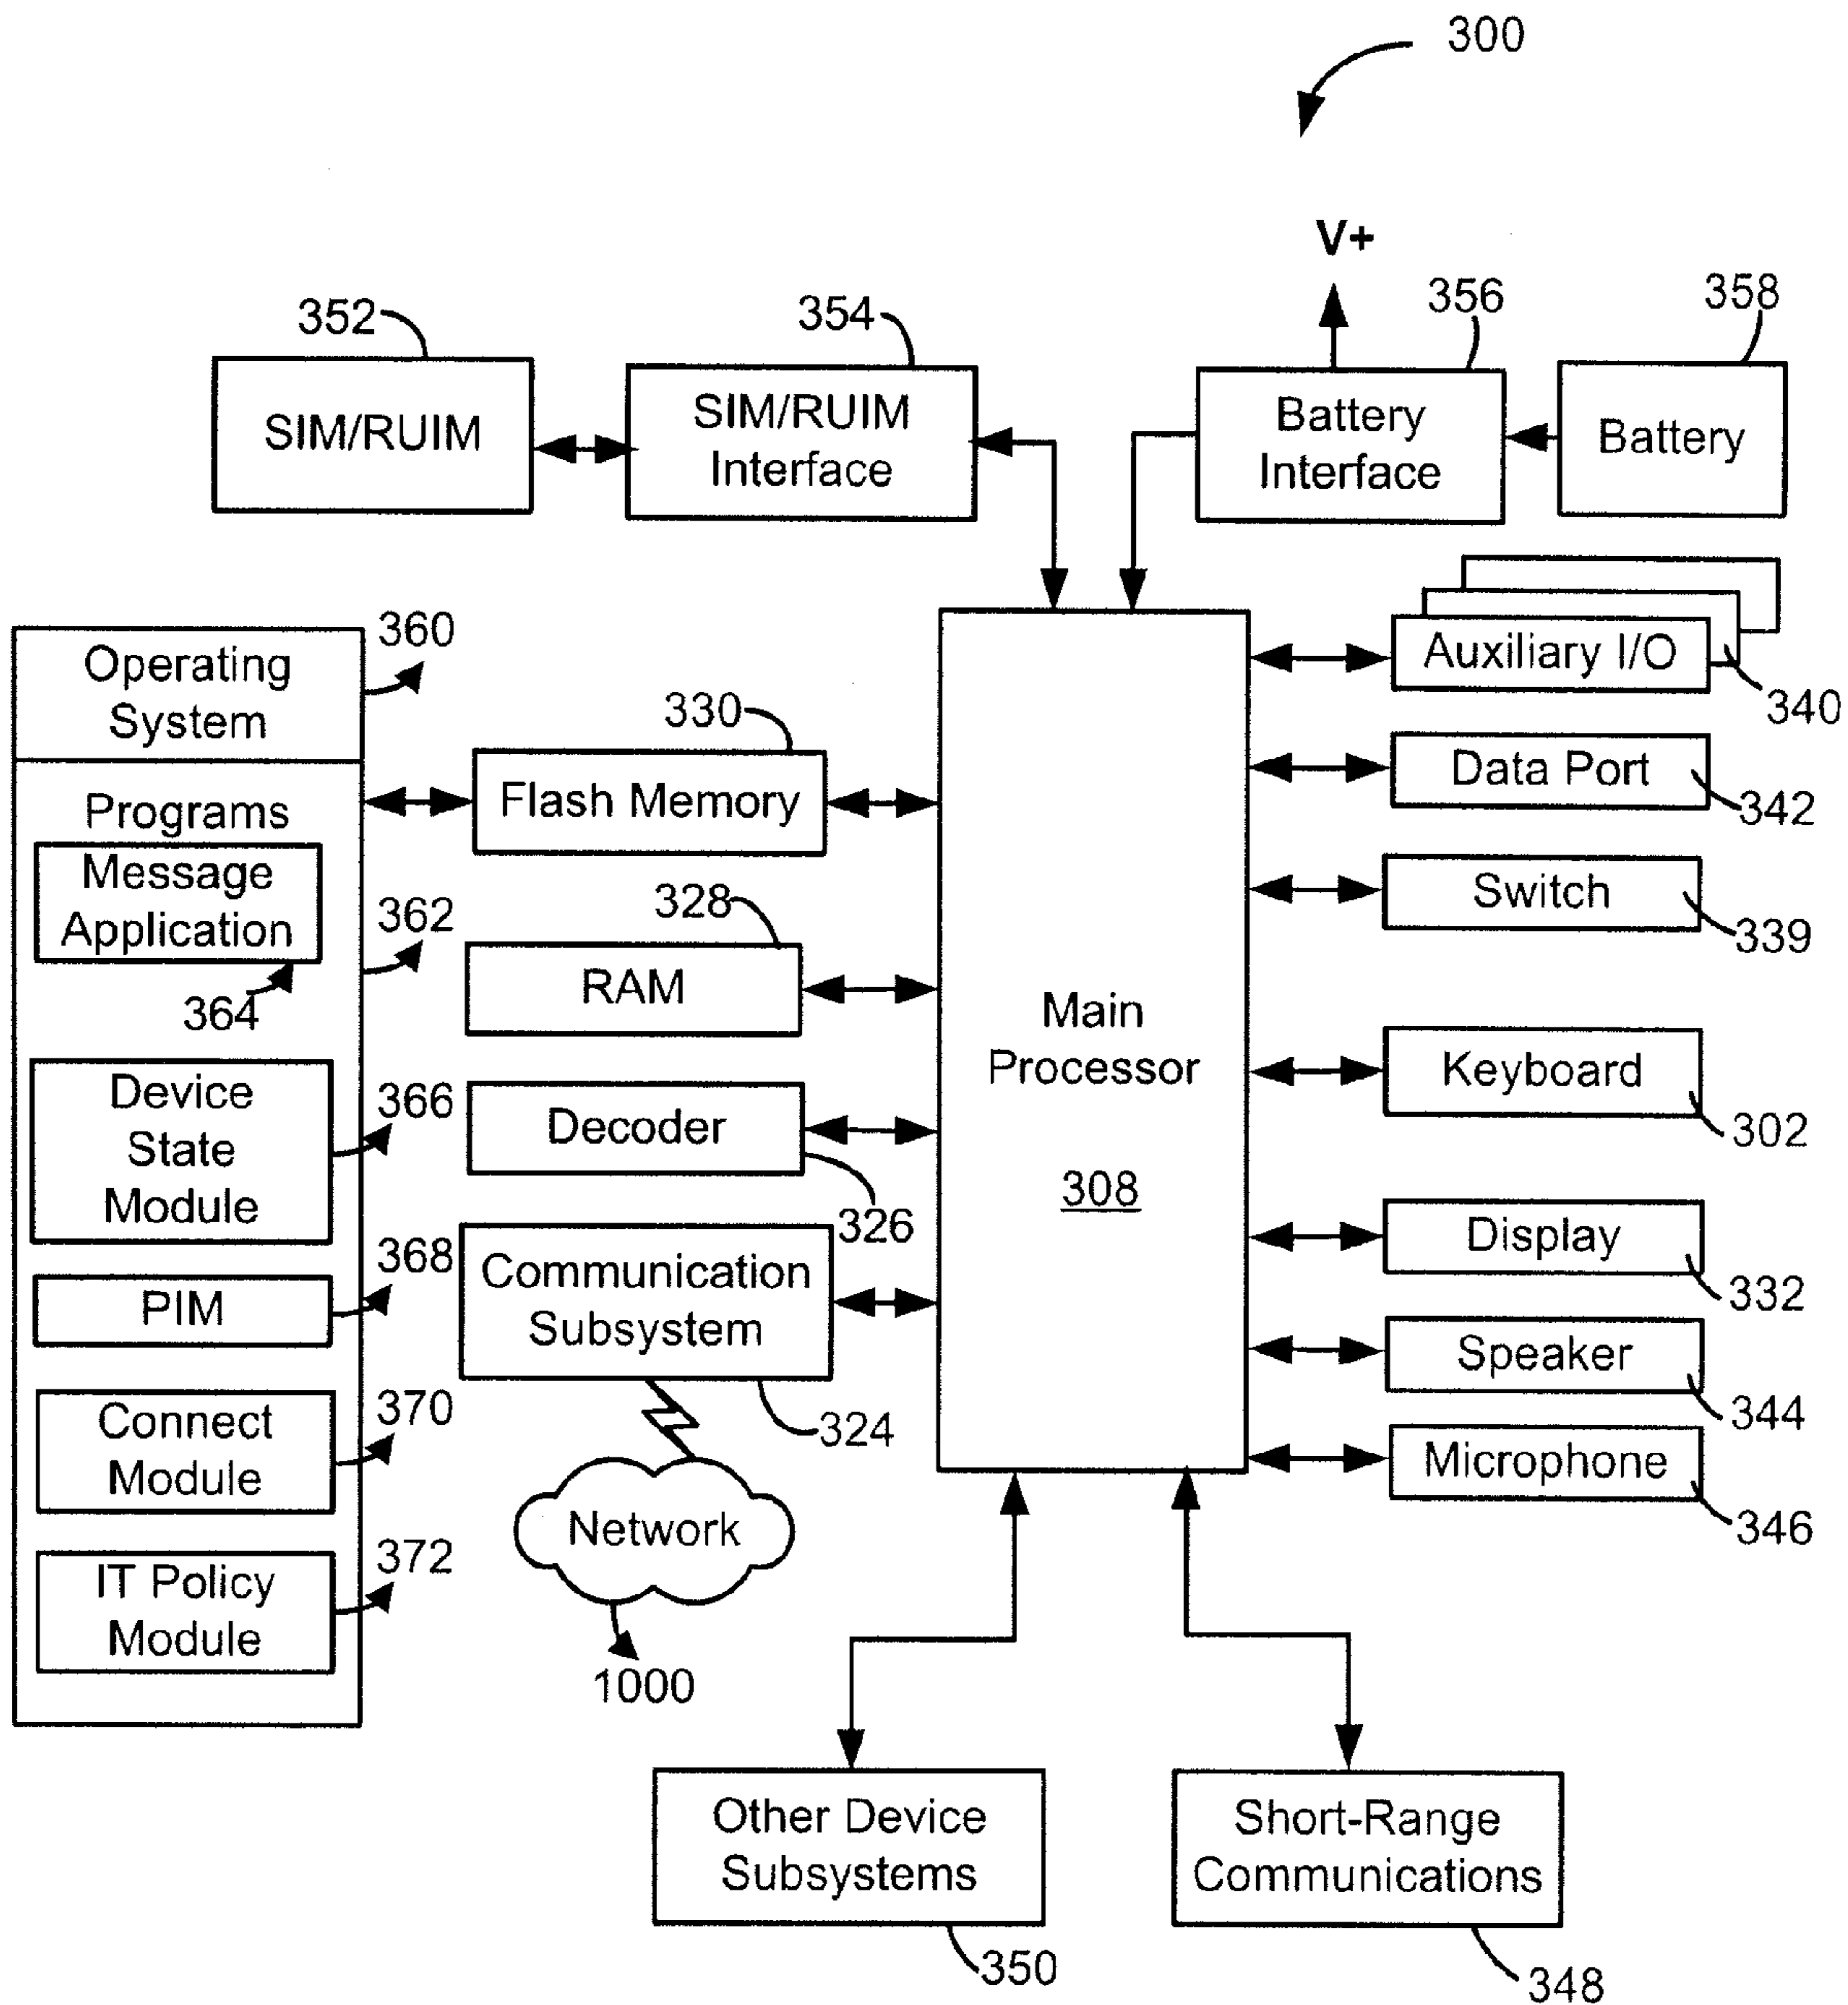 300
V+
352
354
356
358
SIM/RUIM
SIM/RUIM
Interface
Battery
Interface
Battery
Operating
System
360
Programs
Message
Application
364
362
Device
State
Module
366
PIM
368
Connect
Module
370
IT Policy
Module
372
330
Flash Memory
328
RAM
Decoder
326
Communication
Subsystem
324
Network
1000
Main
Processor
308
Auxiliary I/O
340
Data Port
342
Switch
339
Keyboard
302
Display
332
Speaker
344
Microphone
346
Other Device
Subsystems
350
Short-Range
Communications
348